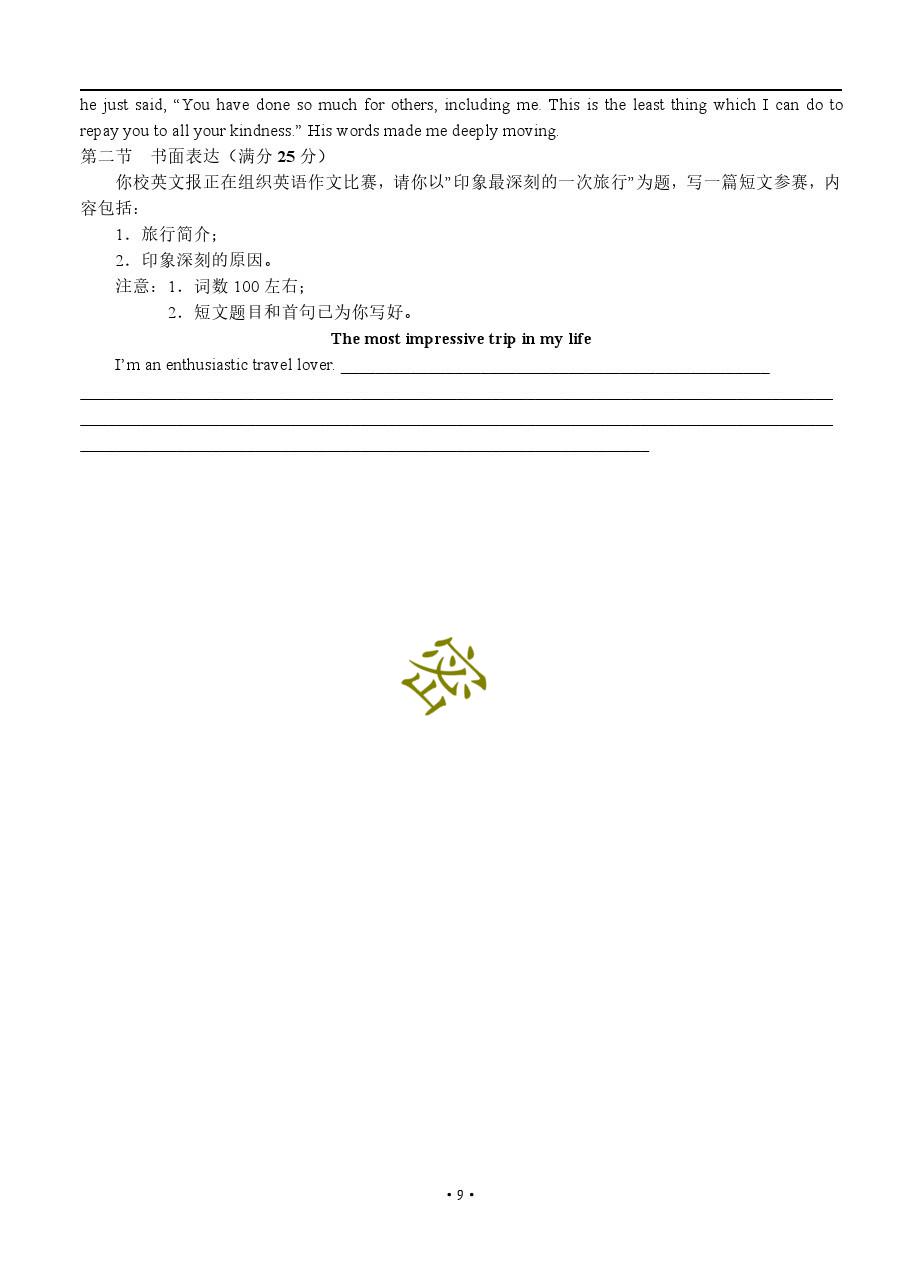 he just said, “You have done so much for others, including me. This is the least thing which I can do to
repay you to all your kindness.” His words made me deeply moving.
第二节　书面表达（满分 25 分）
你校英文报正在组织英语作文比赛，请你以”印象最深刻的一次旅行”为题，写一篇短文参赛，内
容包括：
1．旅行简介；
2．印象深刻的原因。
注意：1．词数 100 左右；
2．短文题目和首句已为你写好。
The most impressive trip in my life
I’m an enthusiastic travel lover.
密
• 9 •